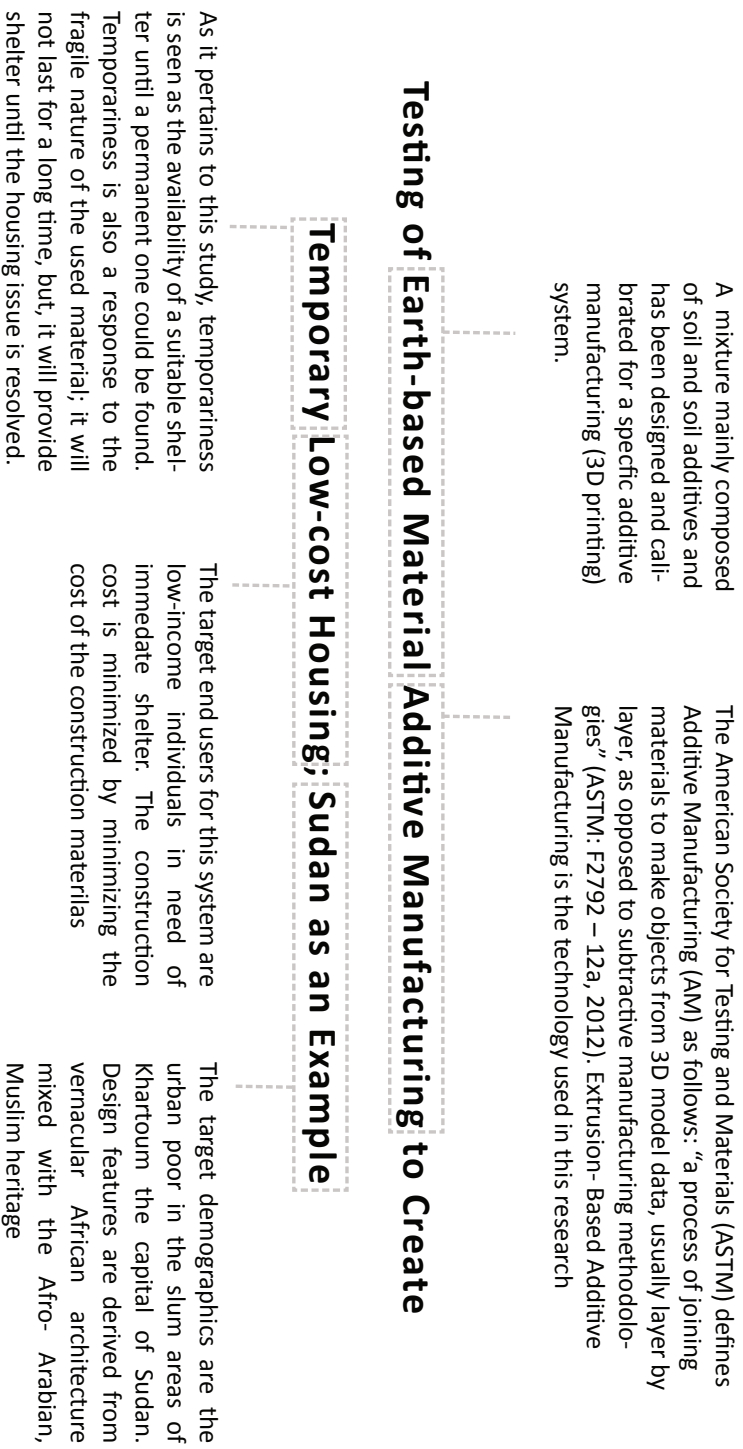 A mixture mainly composed
of soil and soil additives and
has been designed and cali-
brated for a specfic additive
manufacturing (3D printing)
system.
The American Society for Testing and Materials (ASTM) defines
Additive Manufacturing (AM) as follows: “a process of joining
materials to make objects from 3D model data, usually layer by
layer, as opposed to subtractive manufacturing methodolo-
gies” (ASTM: F2792 – 12a, 2012). Extrusion- Based Additive
Manufacturing is the technology used in this research
Testing of Earth-based Material Additive Manufacturing to Create
Temporary Low-cost Housing; Sudan as an Example
As it pertains to this study, temporariness
is seen as the availability of a suitable shel-
ter until a permanent one could be found.
Temporariness is also a response to the
fragile nature of the used material; it will
not last for a long time, but, it will provide
shelter until the housing issue is resolved.
The target end users for this system are
low-income individuals in need of
immedate shelter. The construction
cost is minimized by minimizing the
cost of the construction materilas
The target demographics are the
urban poor in the slum areas of
Khartoum the capital of Sudan.
Design features are derived from
vernacular African architecture
mixed with the Afro- Arabian,
Muslim heritage